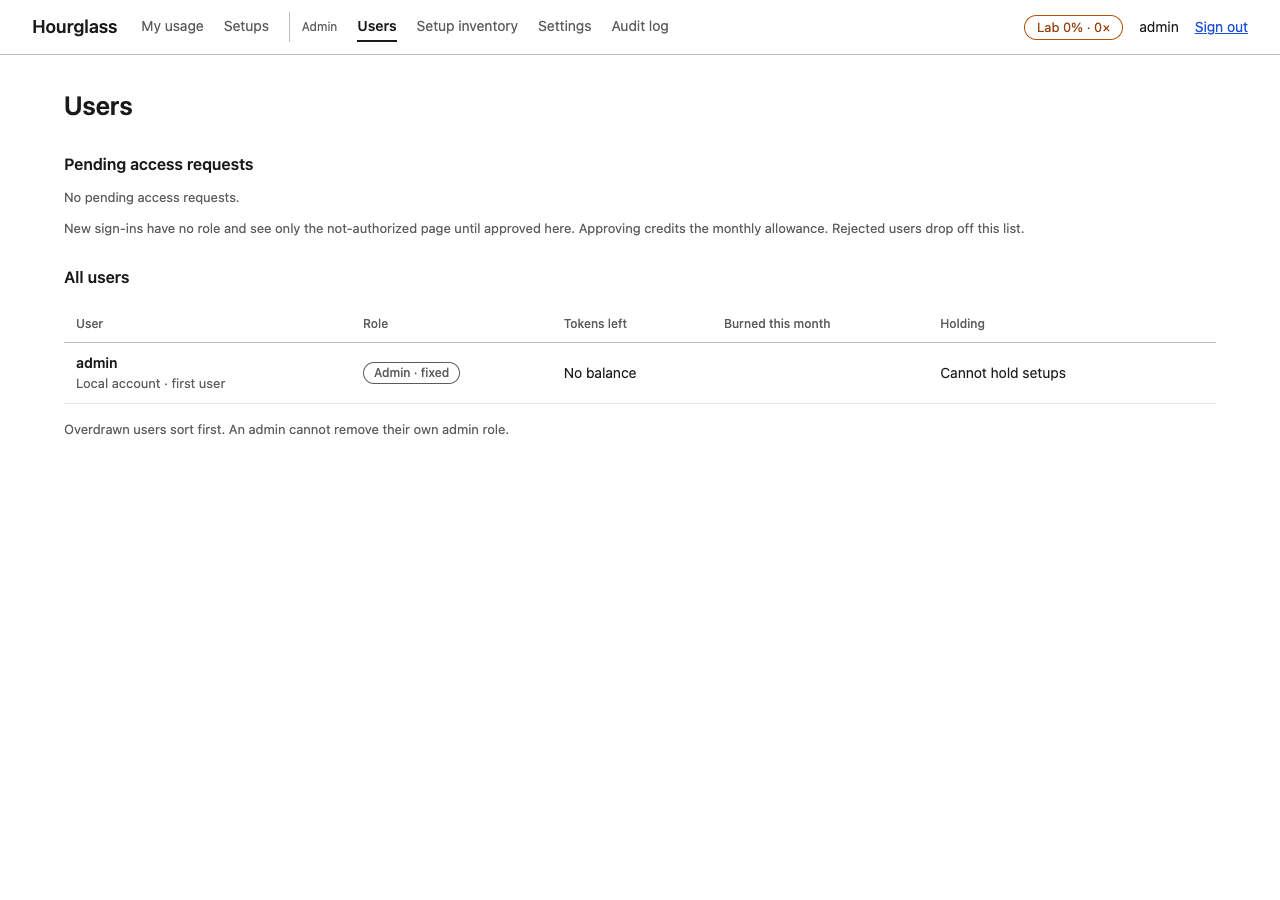 Hourglass My usage Setups Admin Users Setup inventory Settings Audit log Lab 0% · 0× admin Sign out
Users
Pending access requests
No pending access requests.
New sign-ins have no role and see only the not-authorized page until approved here. Approving credits the monthly allowance. Rejected users drop off this list.
All users
User Role Tokens left Burned this month Holding
admin
Local account · first user
Admin · fixed No balance Cannot hold setups
Overdrawn users sort first. An admin cannot remove their own admin role.